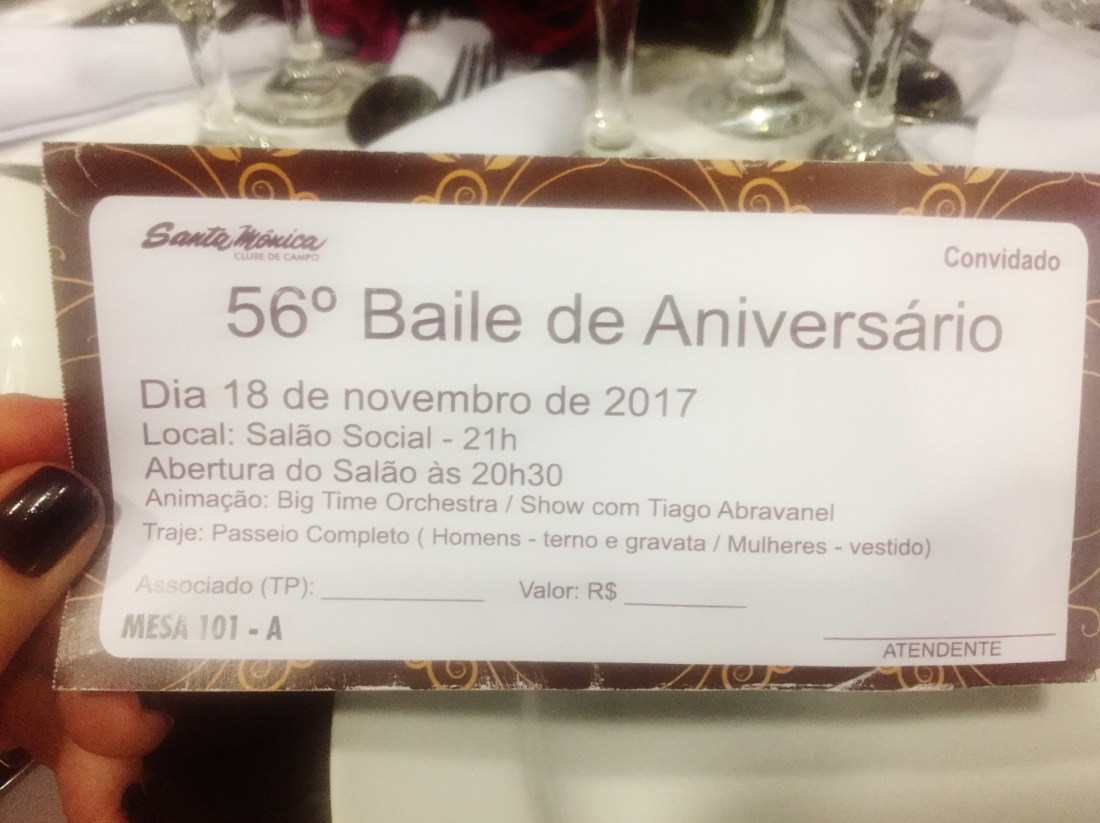 Santa Mônica
CLUBE DE CAMPO
Convidado
56º Baile de Aniversário
Dia 18 de novembro de 2017
Local: Salão Social - 21h
Abertura do Salão às 20h30
Animação: Big Time Orchestra / Show com Tiago Abravanel
Traje: Passeio Completo ( Homens - terno e gravata / Mulheres - vestido)
Associado (TP): ____________ Valor: R$ _________
MESA 101 - A
ATENDENTE